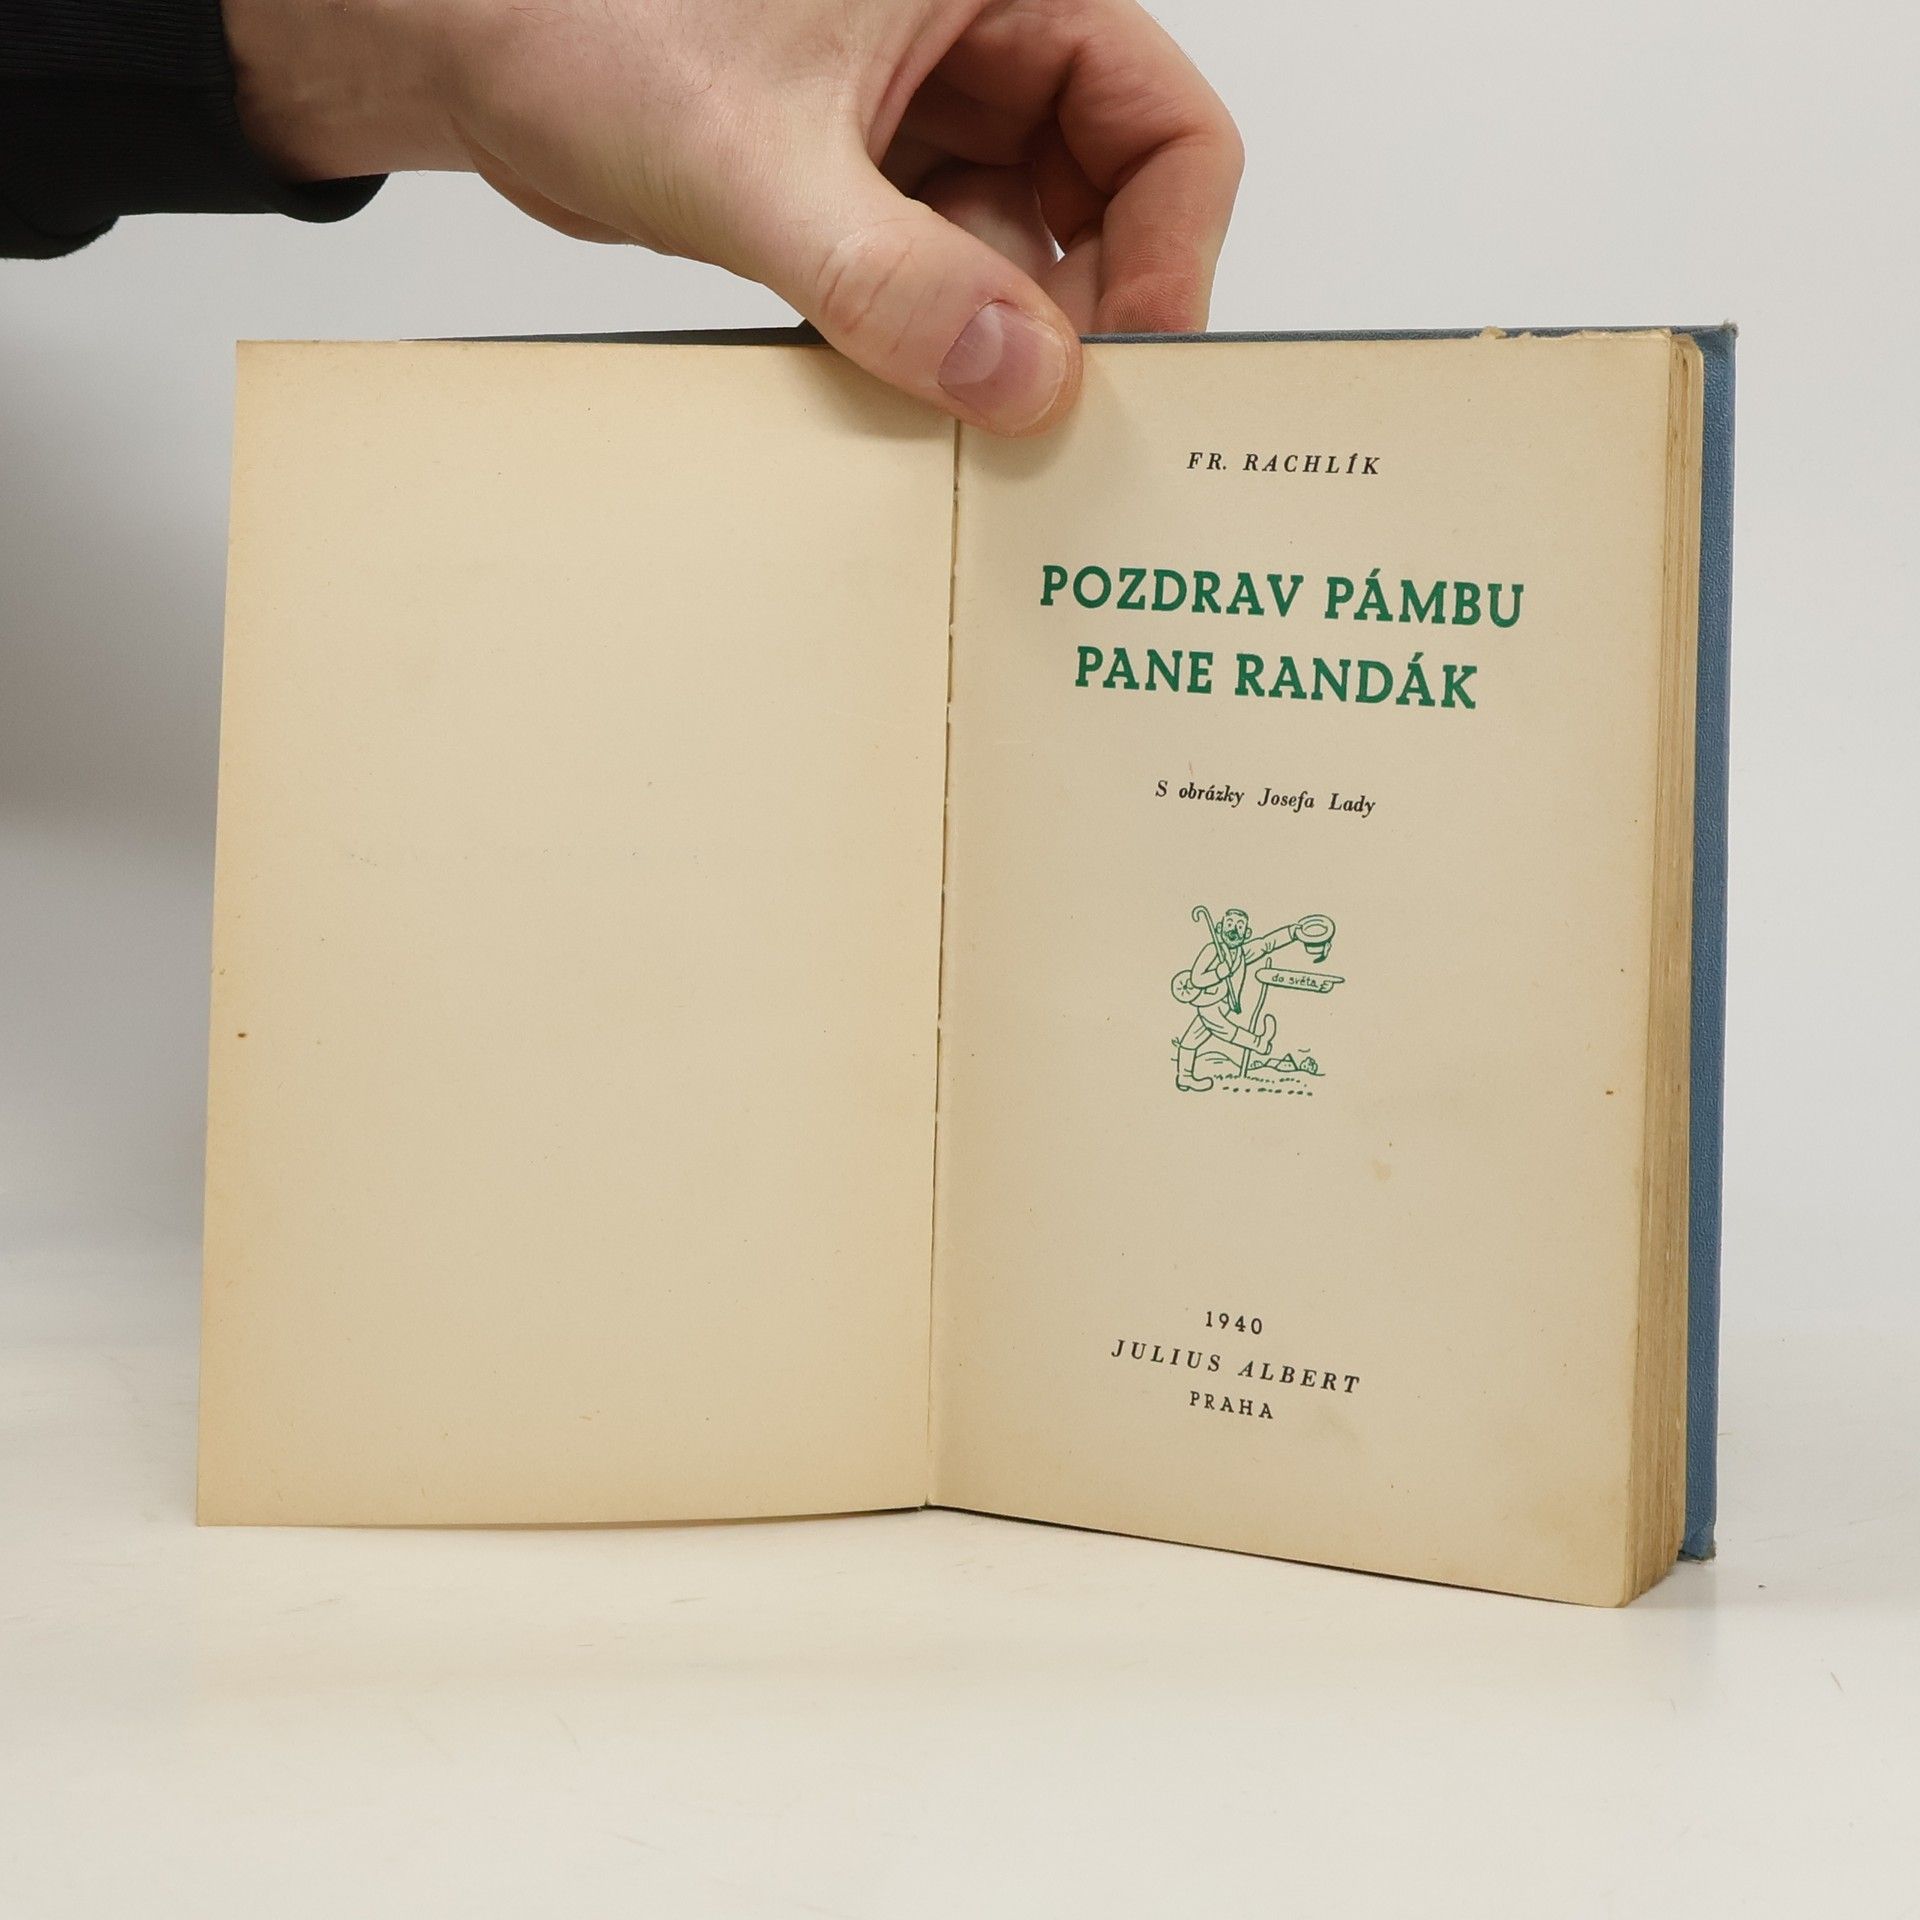 FR. RACHLÍK
POZDRAV PÁMBU
PANE RANDÁK
S obrázky Josefa Lady
do světa
1940
JULIUS ALBERT
PRAHA